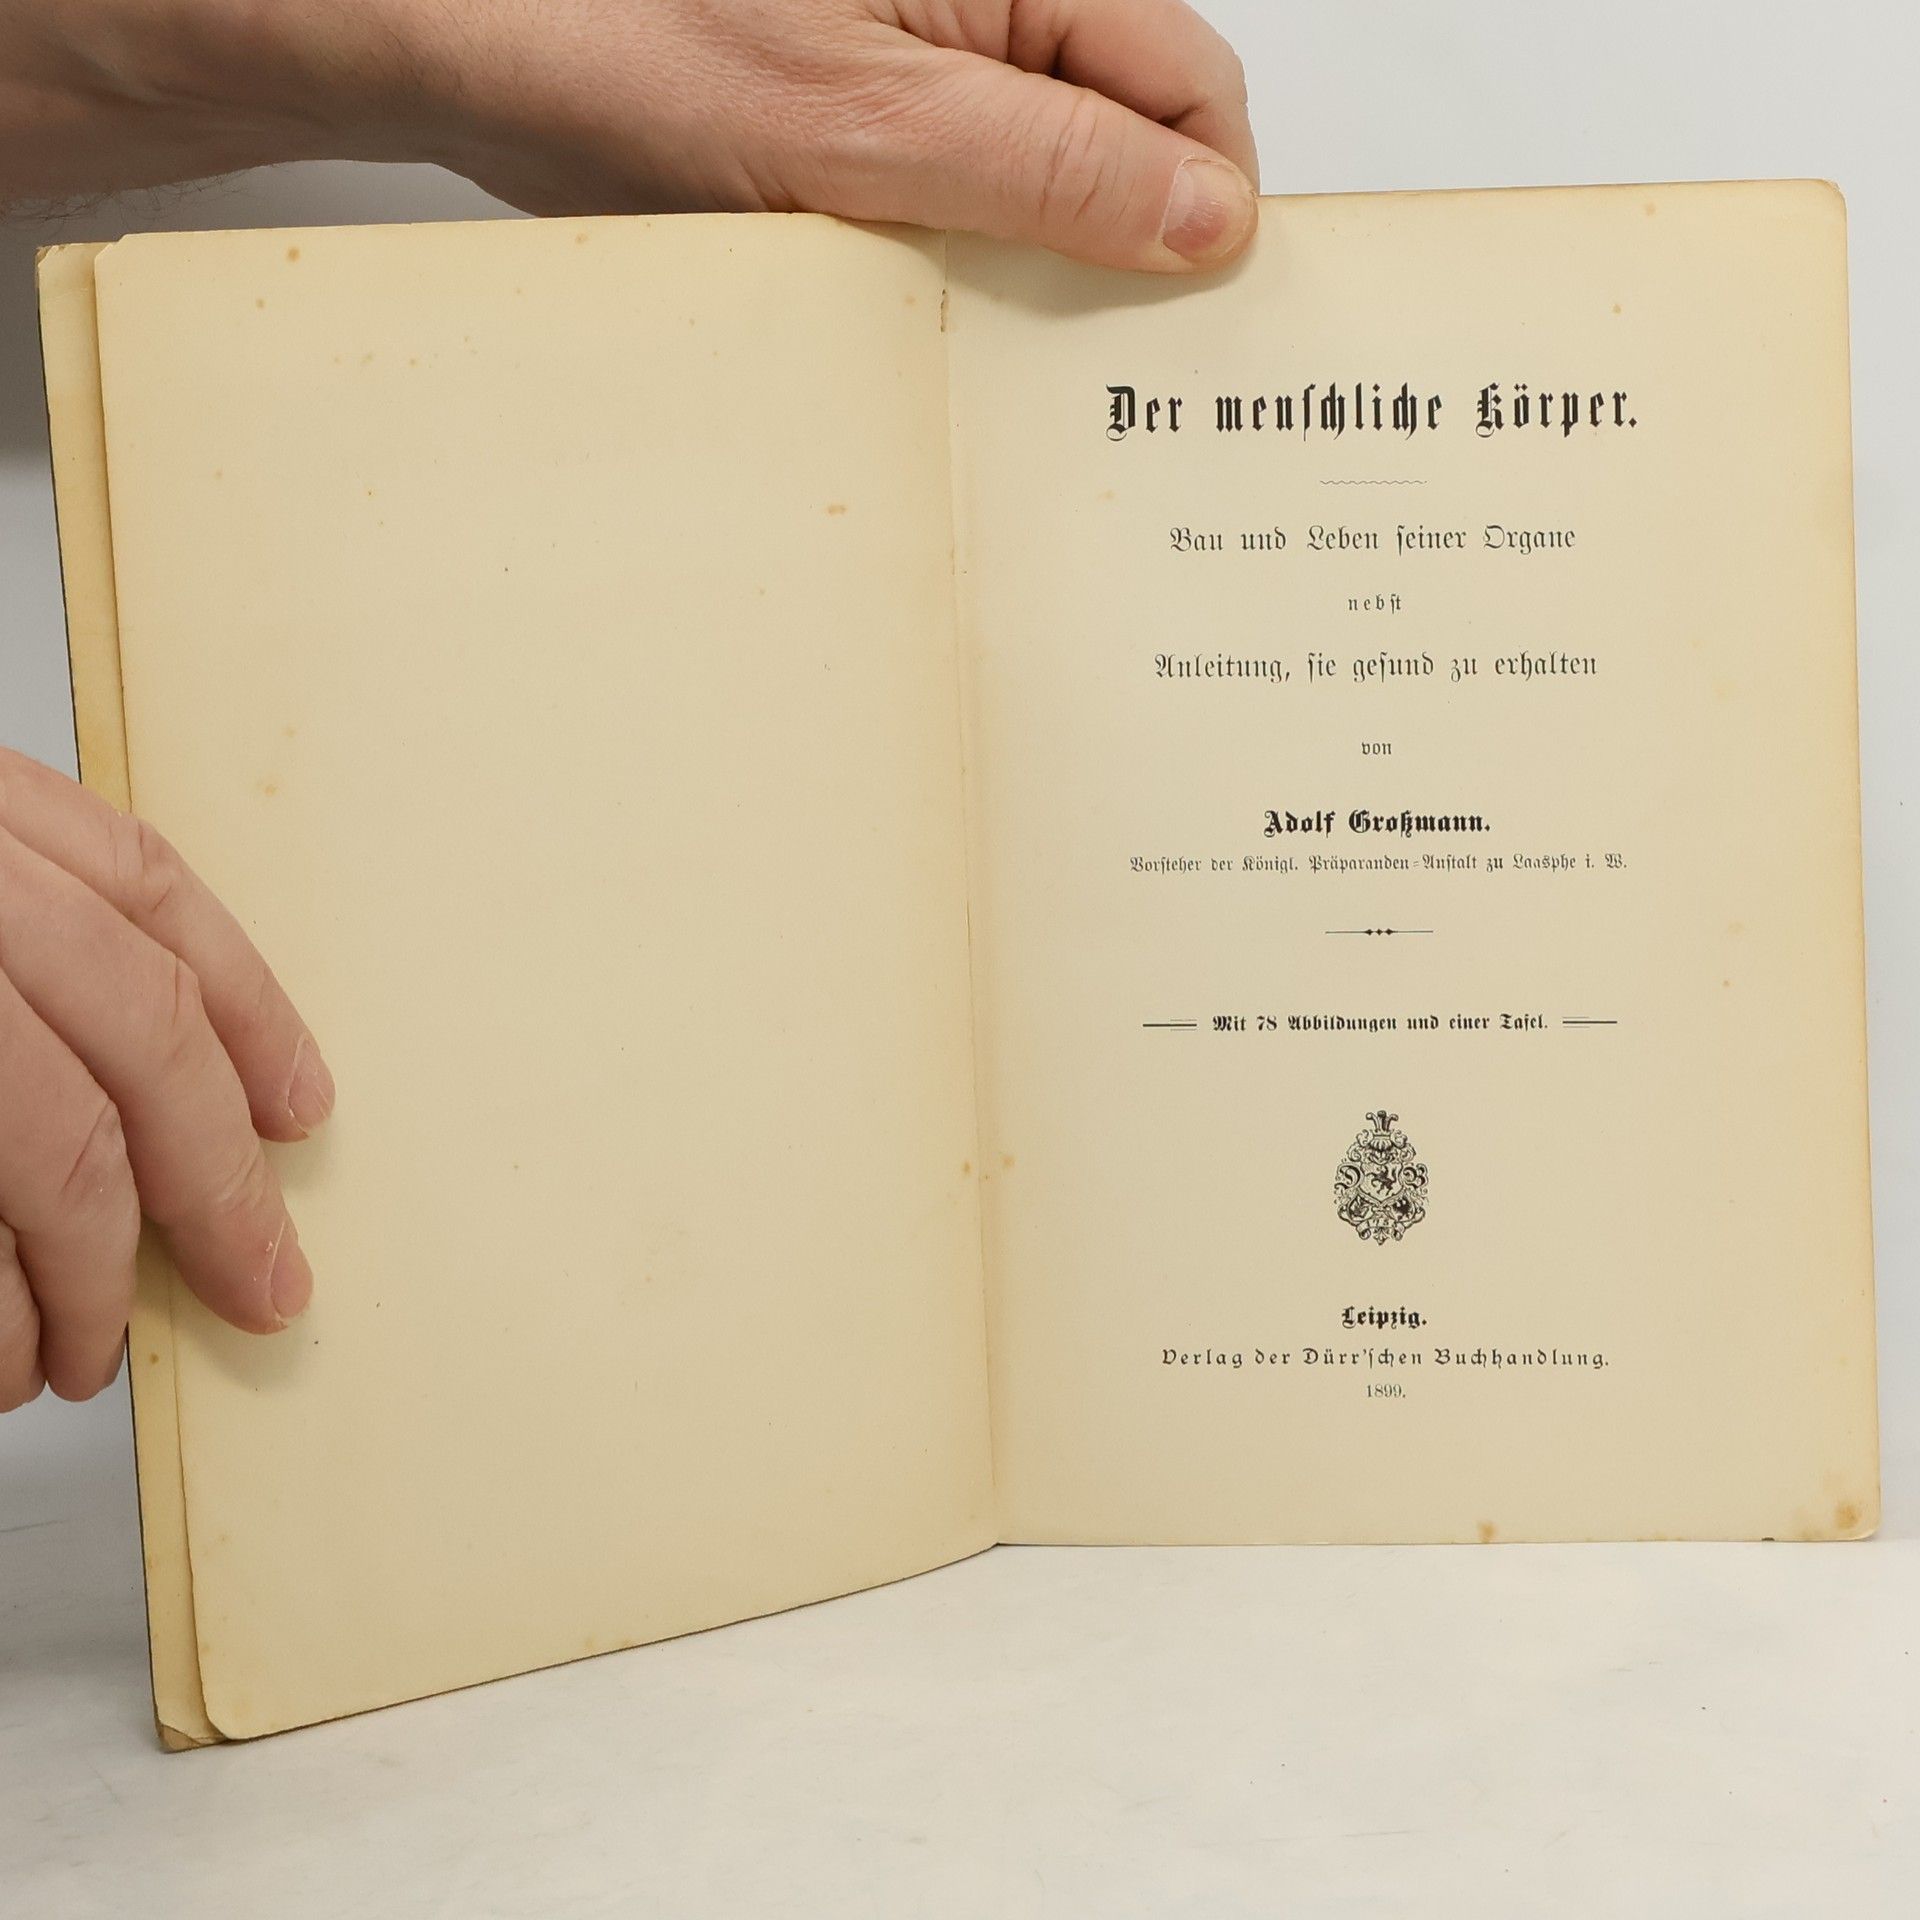 Der menſchliche Körper.
Bau und Leben ſeiner Organe
nebſt
Anleitung, ſie geſund zu erhalten
von
Adolf Großmann.
Vorſteher der Königl. Präparanden-Anſtalt zu Laasphe i. W.
Mit 78 Abbildungen und einer Tafel.
D B
Leipzig.
Verlag der Dürr'ſchen Buchhandlung.
1899.